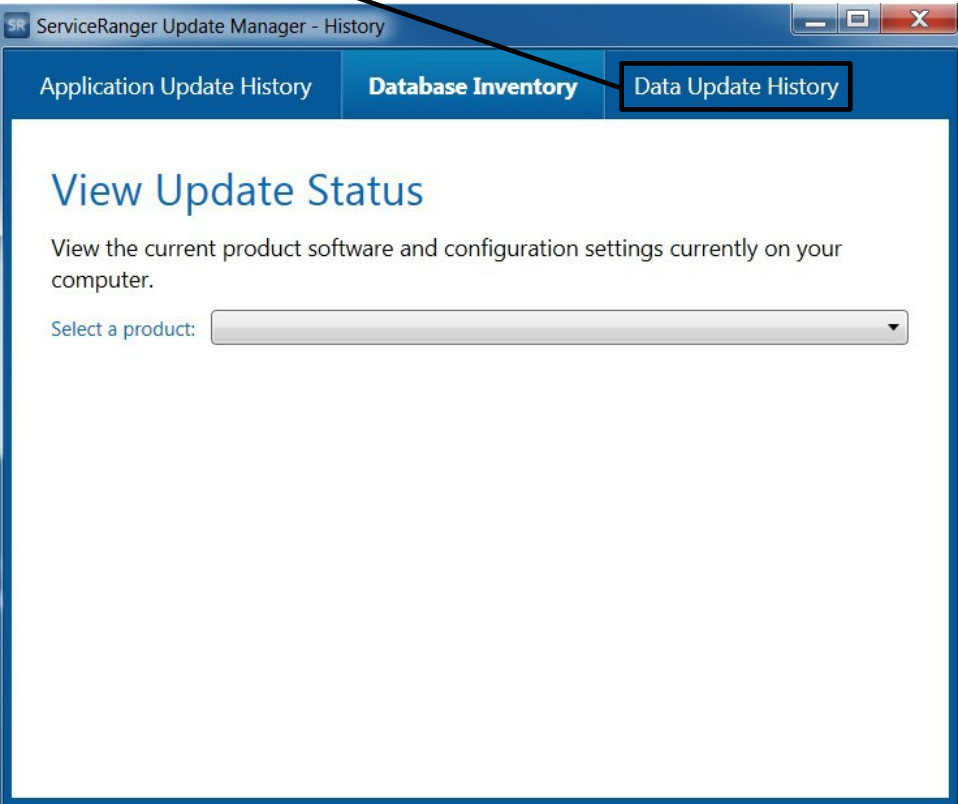 SR ServiceRanger Update Manager - History
Application Update History Database Inventory Data Update History
View Update Status
View the current product software and configuration settings currently on your
computer.
Select a product: